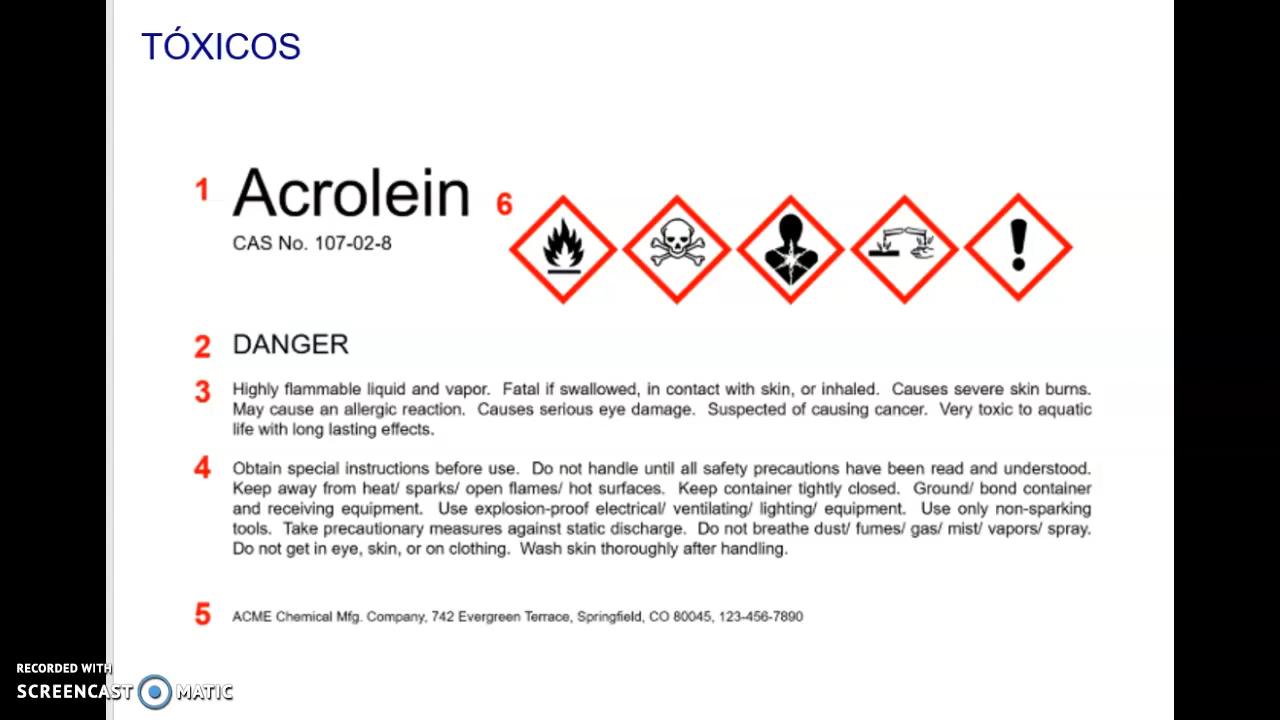 TÓXICOS
1 Acrolein 6
CAS No. 107-02-8
2 DANGER
3 Highly flammable liquid and vapor. Fatal if swallowed, in contact with skin, or inhaled. Causes severe skin burns.
May cause an allergic reaction. Causes serious eye damage. Suspected of causing cancer. Very toxic to aquatic
life with long lasting effects.
4 Obtain special instructions before use. Do not handle until all safety precautions have been read and understood.
Keep away from heat/ sparks/ open flames/ hot surfaces. Keep container tightly closed. Ground/ bond container
and receiving equipment. Use explosion-proof electrical/ ventilating/ lighting/ equipment. Use only non-sparking
tools. Take precautionary measures against static discharge. Do not breathe dust/ fumes/ gas/ mist/ vapors/ spray.
Do not get in eye, skin, or on clothing. Wash skin thoroughly after handling.
5 ACME Chemical Mfg. Company, 742 Evergreen Terrace, Springfield, CO 80045, 123-456-7890
RECORDED WITH
SCREENCAST MATIC